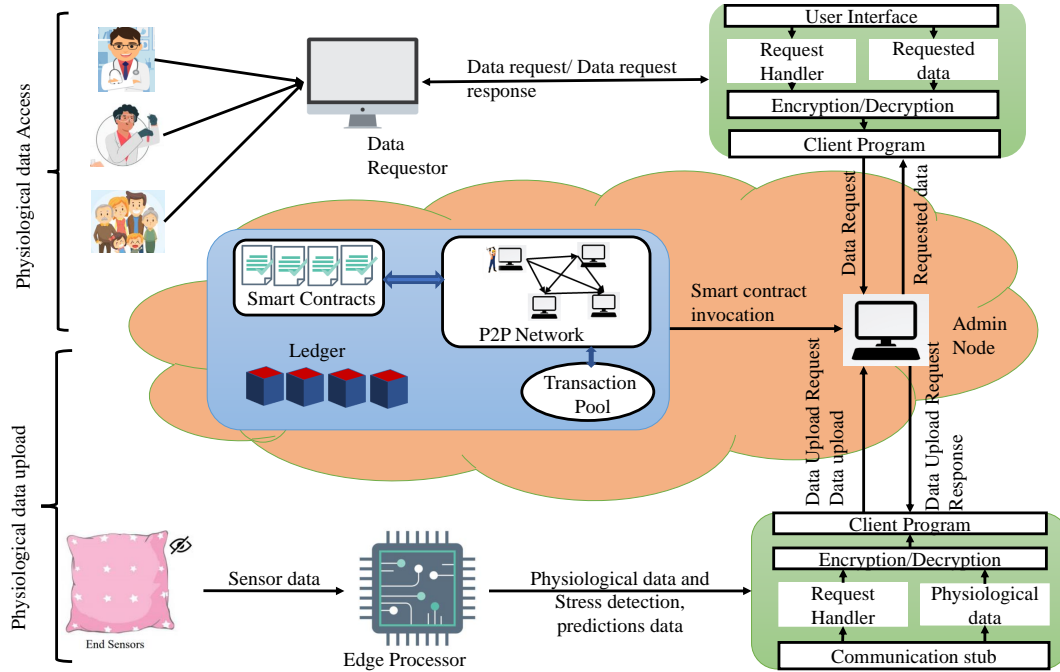 Physiological data Access
Data
Requestor
Data request/ Data request
response
User Interface
Request
Handler
Requested
data
Encryption/Decryption
Client Program
Data Request
Requested data
Smart Contracts
P2P Network
Ledger
Transaction
Pool
Smart contract
invocation
Admin
Node
Physiological data upload
Data Upload Request
Data upload
Data Upload Request
Response
End Sensors
Sensor data
Edge Processor
Physiological data and
Stress detection,
predictions data
Client Program
Encryption/Decryption
Request
Handler
Physiological
data
Communication stub